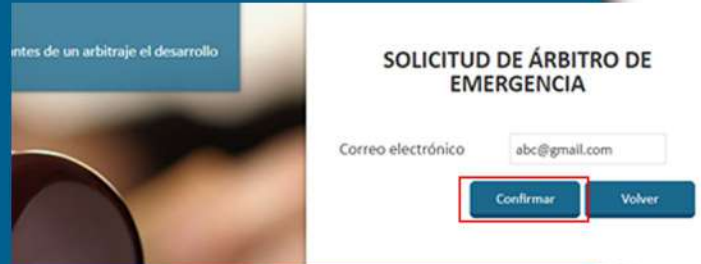 ntes de un arbitraje el desarrollo
SOLICITUD DE ÁRBITRO DE
EMERGENCIA
Correo electrónico
abc@gmail.com
Confirmar
Volver